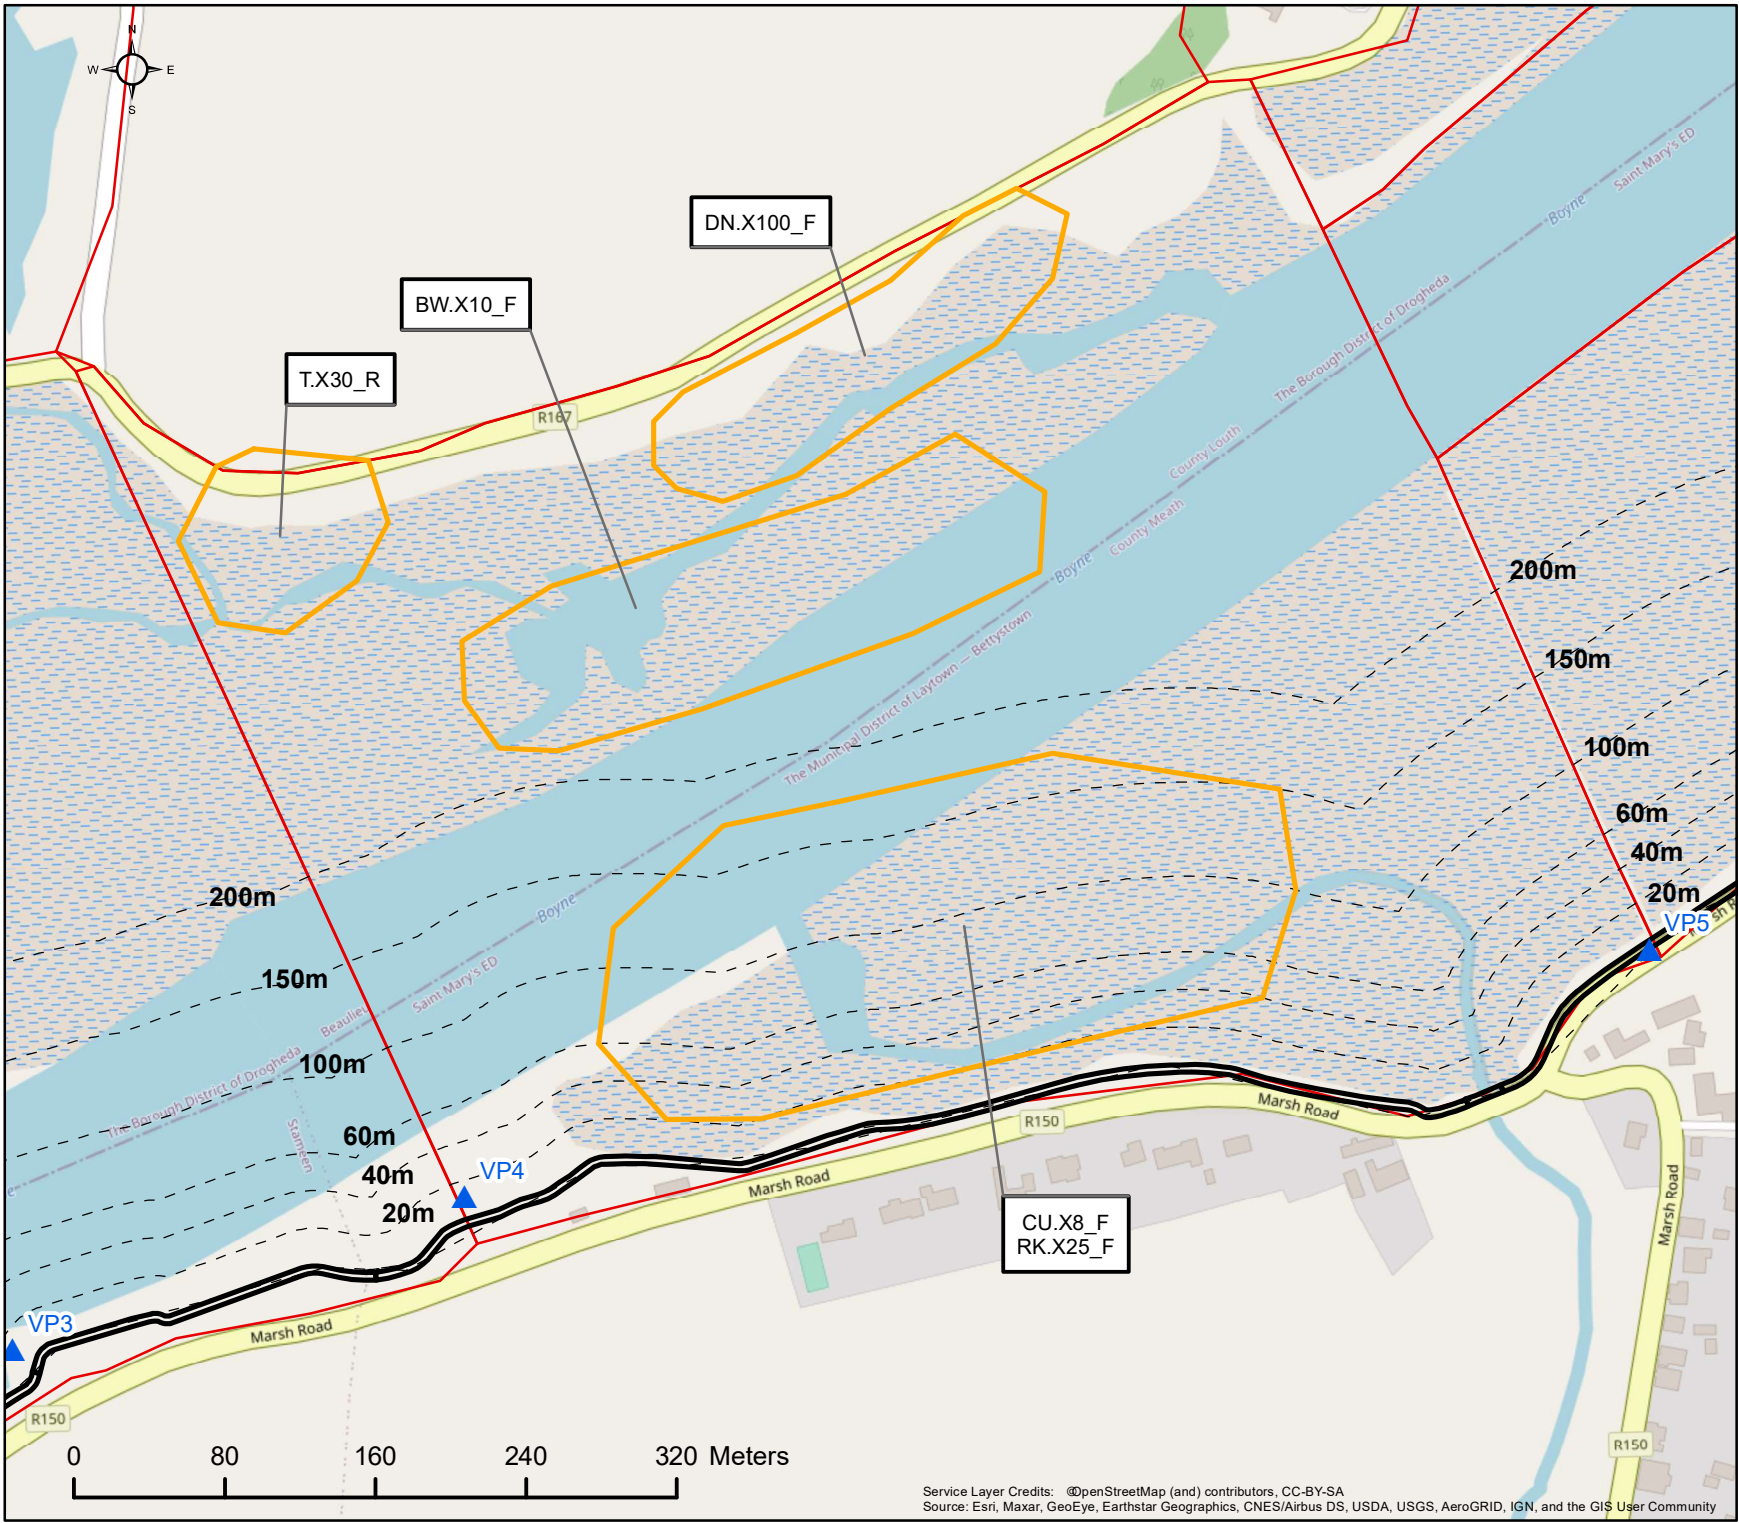 N
W
E
S
DN.X100_F
BW.X10_F
T.X30_R
R167
Saint Mary's ED
Boyne
The Borough District of Drogheda
County Louth
County Meath
Boyne
The Municipal District of Laytown — Bettystown
200m
150m
100m
60m
40m
20m
VP5
200m
150m
100m
60m
40m
20m
VP4
VP3
Boyne
Saint Mary's ED
Beaulieu
The Borough District of Drogheda
Stameen
Marsh Road
R150
Marsh Road
Marsh Road
Marsh Road
R150
R150
CU.X8_F
RK.X25_F
0 80 160 240 320 Meters
Service Layer Credits: ©OpenStreetMap (and) contributors, CC-BY-SA
Source: Esri, Maxar, GeoEye, Earthstar Geographics, CNES/Airbus DS, USDA, USGS, AeroGRID, IGN, and the GIS User Community